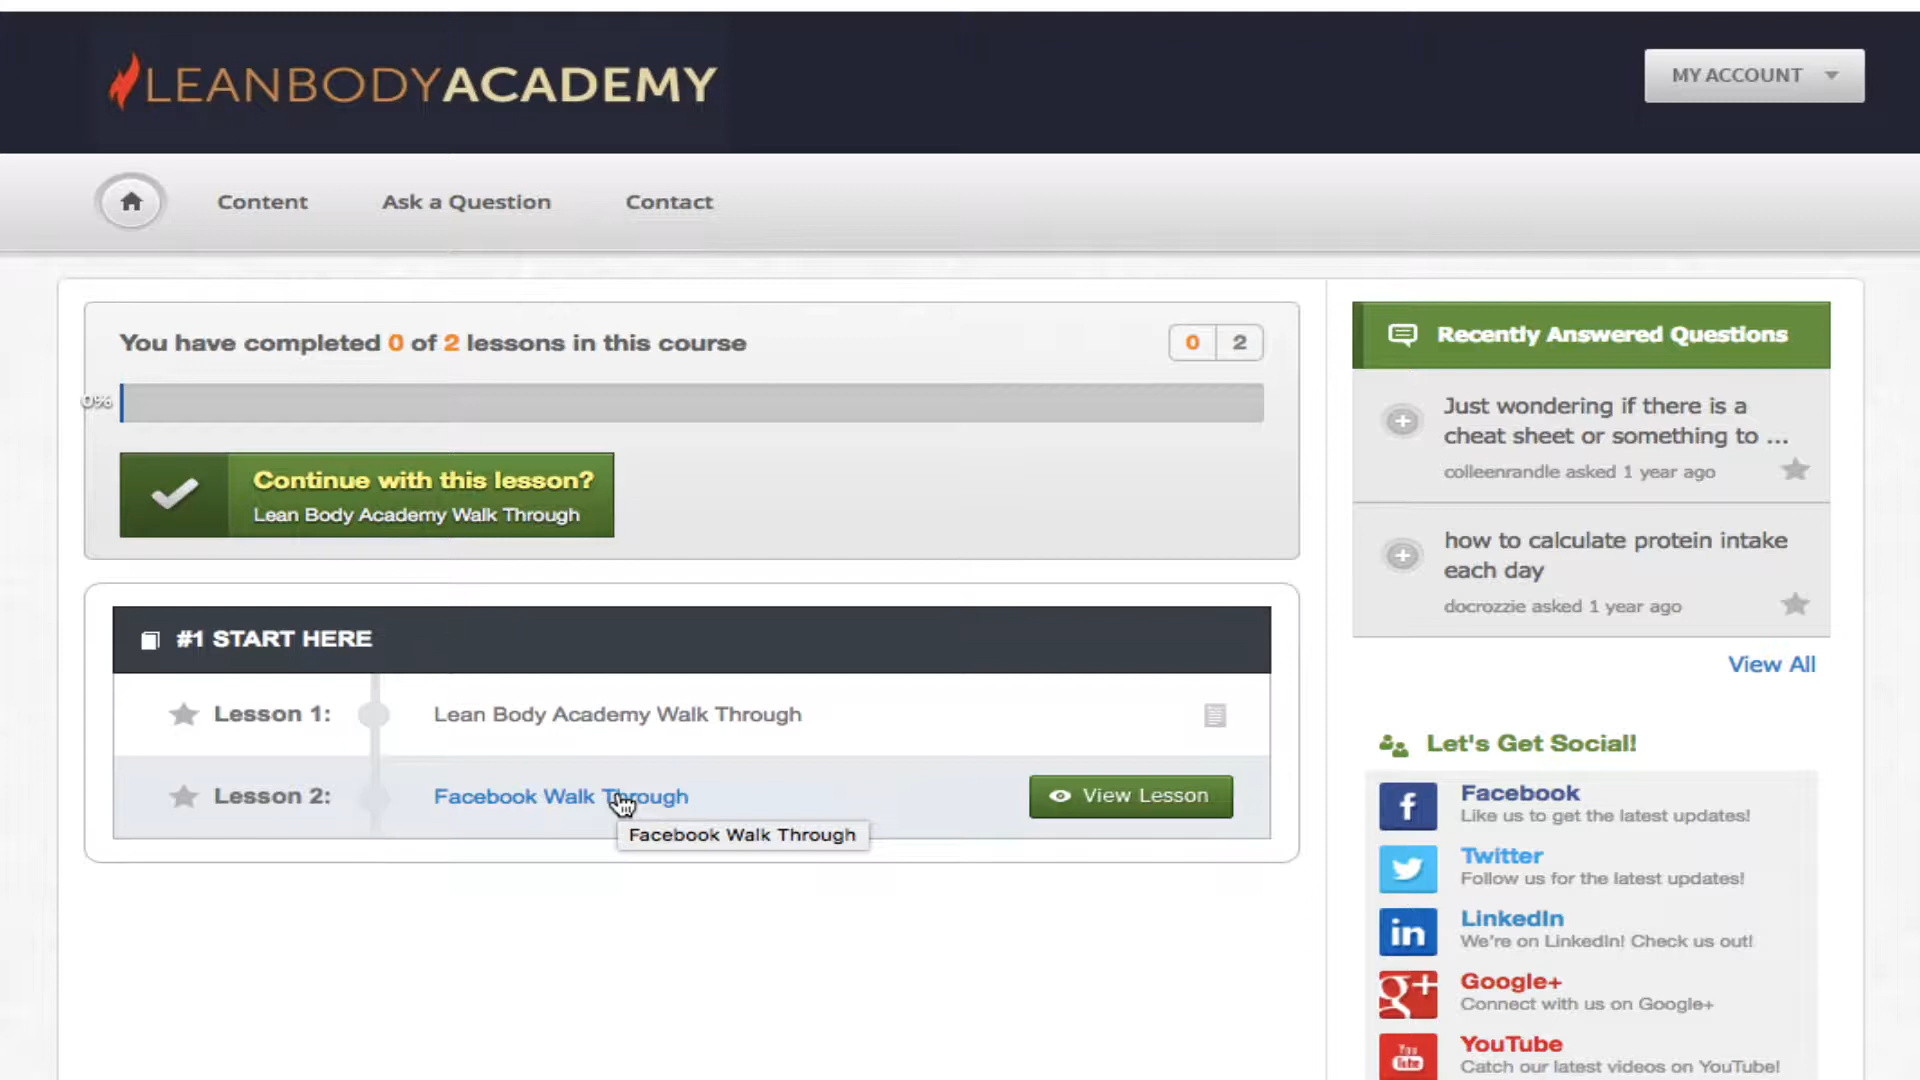 LEANBODYACADEMY
MY ACCOUNT
Content
Ask a Question
Contact
You have completed 0 of 2 lessons in this course
0 2
0%
Continue with this lesson?
Lean Body Academy Walk Through
#1 START HERE
Lesson 1:
Lean Body Academy Walk Through
Lesson 2:
Facebook Walk Through
View Lesson
Facebook Walk Through
Recently Answered Questions
Just wondering if there is a
cheat sheet or something to ...
colleenrandle asked 1 year ago
how to calculate protein intake
each day
docrozzie asked 1 year ago
View All
Let's Get Social!
f
Facebook
Like us to get the latest updates!
Twitter
Follow us for the latest updates!
in
LinkedIn
We're on LinkedIn! Check us out!
g+
Google+
Connect with us on Google+
You
Tube
YouTube
Catch our latest videos on YouTube!